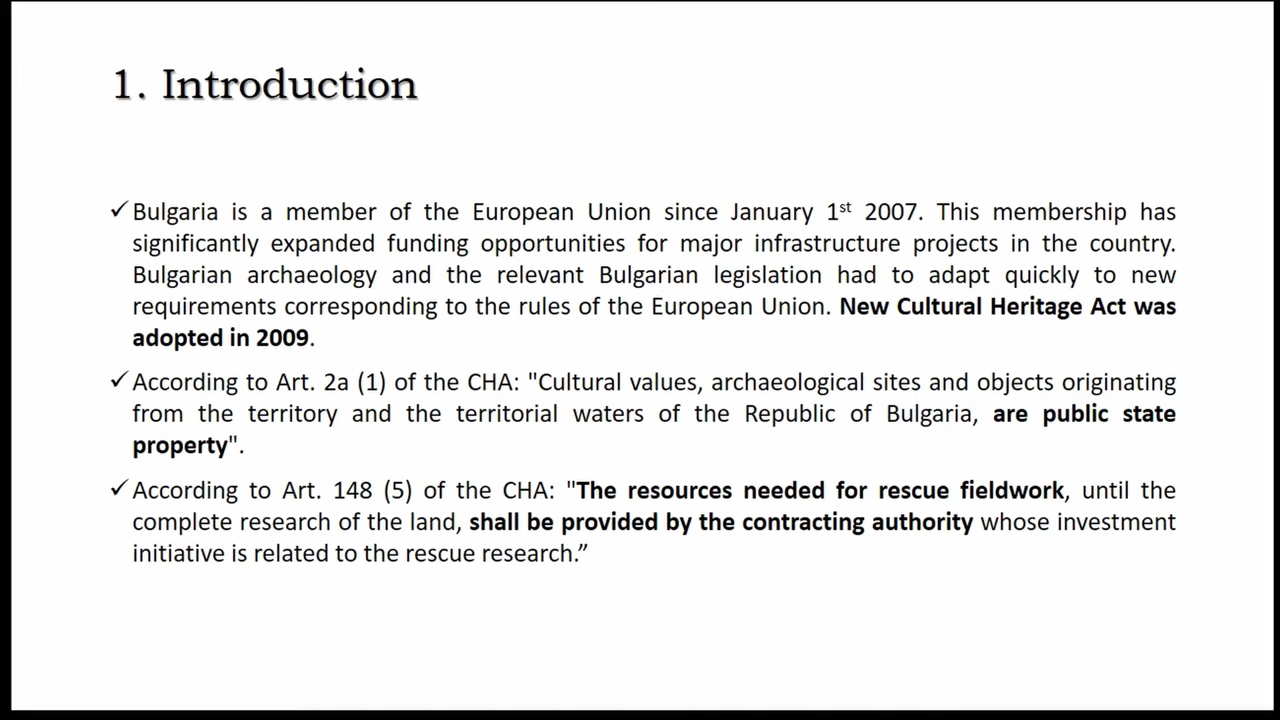 1. Introduction
✓Bulgaria is a member of the European Union since January 1st 2007. This membership has
significantly expanded funding opportunities for major infrastructure projects in the country.
Bulgarian archaeology and the relevant Bulgarian legislation had to adapt quickly to new
requirements corresponding to the rules of the European Union. New Cultural Heritage Act was
adopted in 2009.
✓According to Art. 2a (1) of the CHA: "Cultural values, archaeological sites and objects originating
from the territory and the territorial waters of the Republic of Bulgaria, are public state
property".
✓According to Art. 148 (5) of the CHA: "The resources needed for rescue fieldwork, until the
complete research of the land, shall be provided by the contracting authority whose investment
initiative is related to the rescue research.”